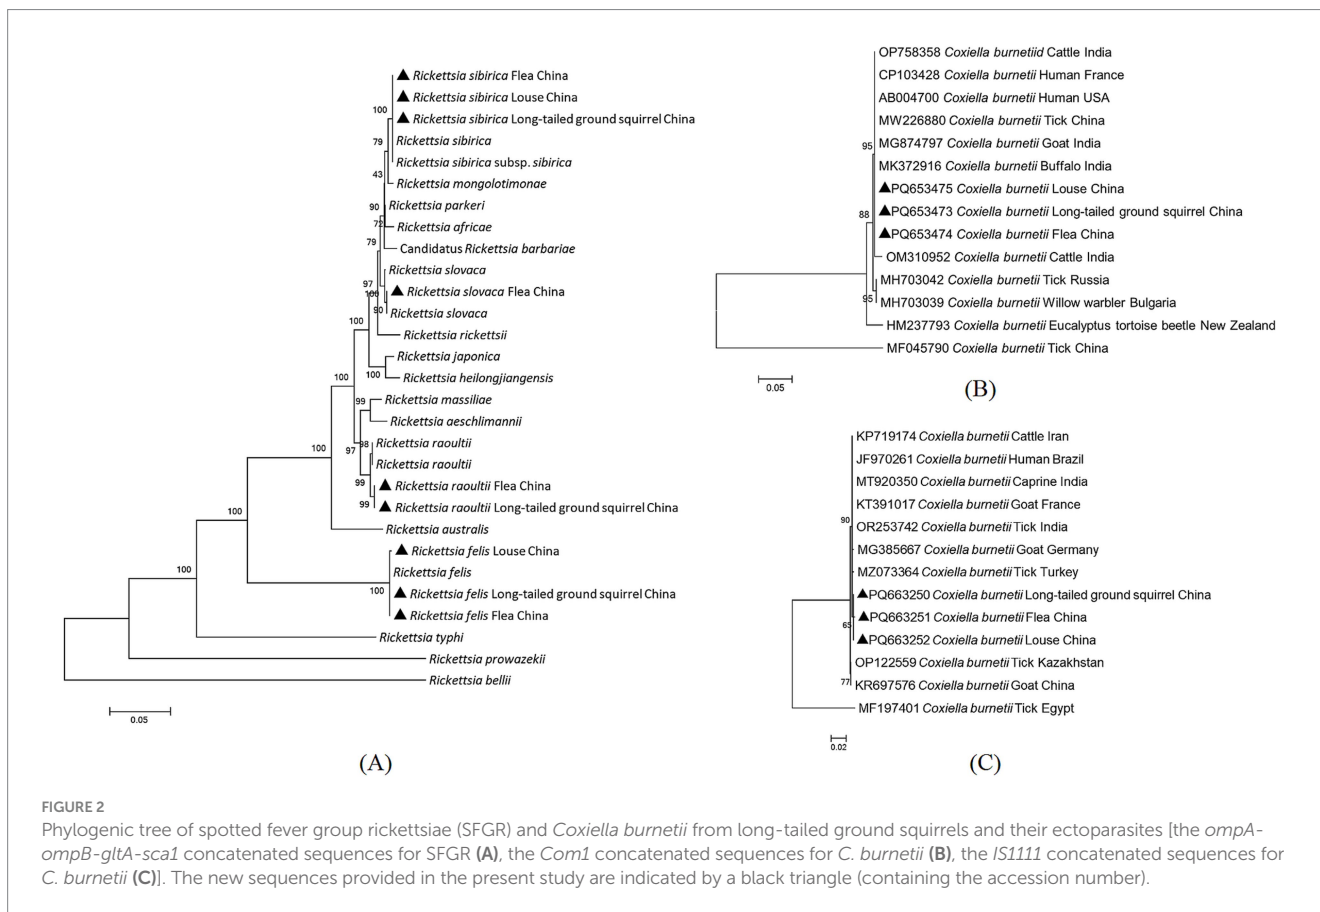 Rickettsia sibirica Flea China
Rickettsia sibirica Louse China
100
Rickettsia sibirica Long-tailed ground squirrel China
79
Rickettsia sibirica
Rickettsia sibirica subsp. sibirica
43
Rickettsia mongolotimonae
90
Rickettsia parkeri
72
Rickettsia africae
79
Candidatus Rickettsia barbariae
Rickettsia slovaca
97
100
Rickettsia slovaca Flea China
90
Rickettsia slovaca
100
Rickettsia rickettsii
Rickettsia japonica
100
Rickettsia heilongjiangensis
100
99
Rickettsia massiliae
Rickettsia aeschlimannii
98
Rickettsia raoultii
97
Rickettsia raoultii
100
99
Rickettsia raoultii Flea China
99
Rickettsia raoultii Long-tailed ground squirrel China
100
Rickettsia australis
Rickettsia felis Louse China
100
Rickettsia felis
100
Rickettsia felis Long-tailed ground squirrel China
Rickettsia felis Flea China
Rickettsia typhi
Rickettsia prowazekii
Rickettsia bellii
0.05
(A)
OP758358 Coxiella burnetiid Cattle India
CP103428 Coxiella burnetii Human France
AB004700 Coxiella burnetii Human USA
MW226880 Coxiella burnetii Tick China
95
MG874797 Coxiella burnetii Goat India
MK372916 Coxiella burnetii Buffalo India
PQ653475 Coxiella burnetii Louse China
88
PQ653473 Coxiella burnetii Long-tailed ground squirrel China
PQ653474 Coxiella burnetii Flea China
OM310952 Coxiella burnetii Cattle India
MH703042 Coxiella burnetii Tick Russia
95
MH703039 Coxiella burnetii Willow warbler Bulgaria
HM237793 Coxiella burnetii Eucalyptus tortoise beetle New Zealand
MF045790 Coxiella burnetii Tick China
0.05
(B)
KP719174 Coxiella burnetii Cattle Iran
JF970261 Coxiella burnetii Human Brazil
MT920350 Coxiella burnetii Caprine India
KT391017 Coxiella burnetii Goat France
90
OR253742 Coxiella burnetii Tick India
MG385667 Coxiella burnetii Goat Germany
MZ073364 Coxiella burnetii Tick Turkey
PQ663250 Coxiella burnetii Long-tailed ground squirrel China
PQ663251 Coxiella burnetii Flea China
65
PQ663252 Coxiella burnetii Louse China
OP122559 Coxiella burnetii Tick Kazakhstan
77
KR697576 Coxiella burnetii Goat China
MF197401 Coxiella burnetii Tick Egypt
0.02
(C)
FIGURE 2
Phylogenic tree of spotted fever group rickettsiae (SFGR) and Coxiella burnetii from long-tailed ground squirrels and their ectoparasites [the ompA-
ompB-gltA-sca1 concatenated sequences for SFGR (A), the Com1 concatenated sequences for C. burnetii (B), the IS1111 concatenated sequences for
C. burnetii (C)]. The new sequences provided in the present study are indicated by a black triangle (containing the accession number).